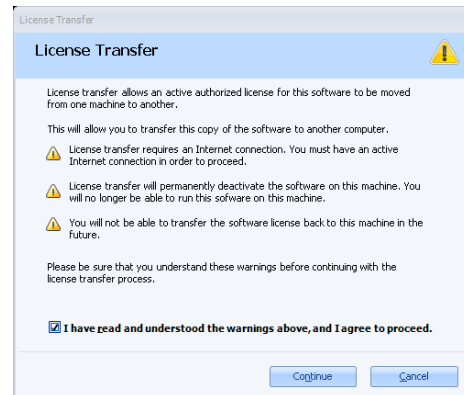 License Transfer
License Transfer
License transfer allows an active authorized license for this software to be moved
from one machine to another.
This will allow you to transfer this copy of the software to another computer.
License transfer requires an Internet connection. You must have an active
Internet connection in order to proceed.
License transfer will permanently deactivate the software on this machine. You
will no longer be able to run this sofware on this machine.
You will not be able to transfer the software license back to this machine in the
future.
Please be sure that you understand these warnings before continuing with the
license transfer process.
I have read and understood the warnings above, and I agree to proceed.
Continue
Cancel